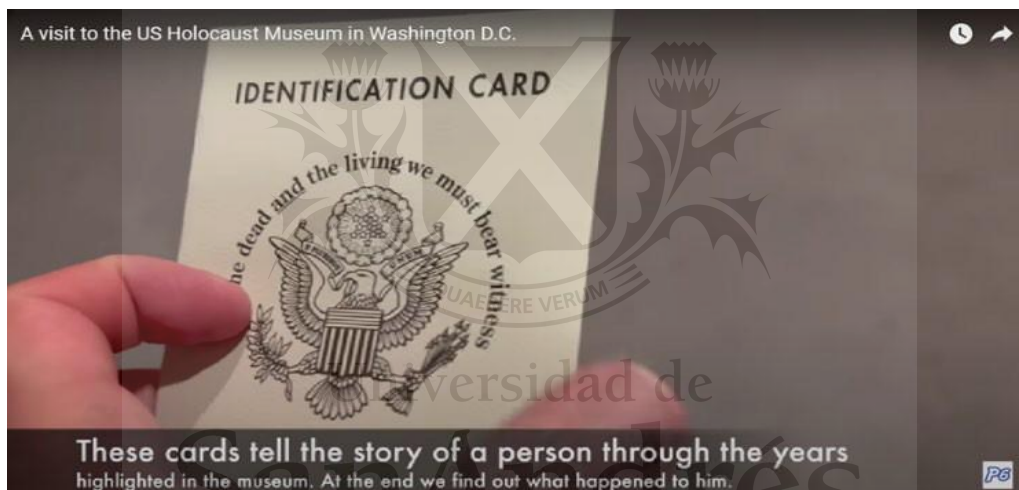 A visit to the US Holocaust Museum in Washington D.C.
IDENTIFICATION CARD
dead and the living we must bear witness
QUAERERE VERUM
Universidad de
SanAndrés
These cards tell the story of a person through the years
highlighted in the museum. At the end we find out what happened to him.
P6